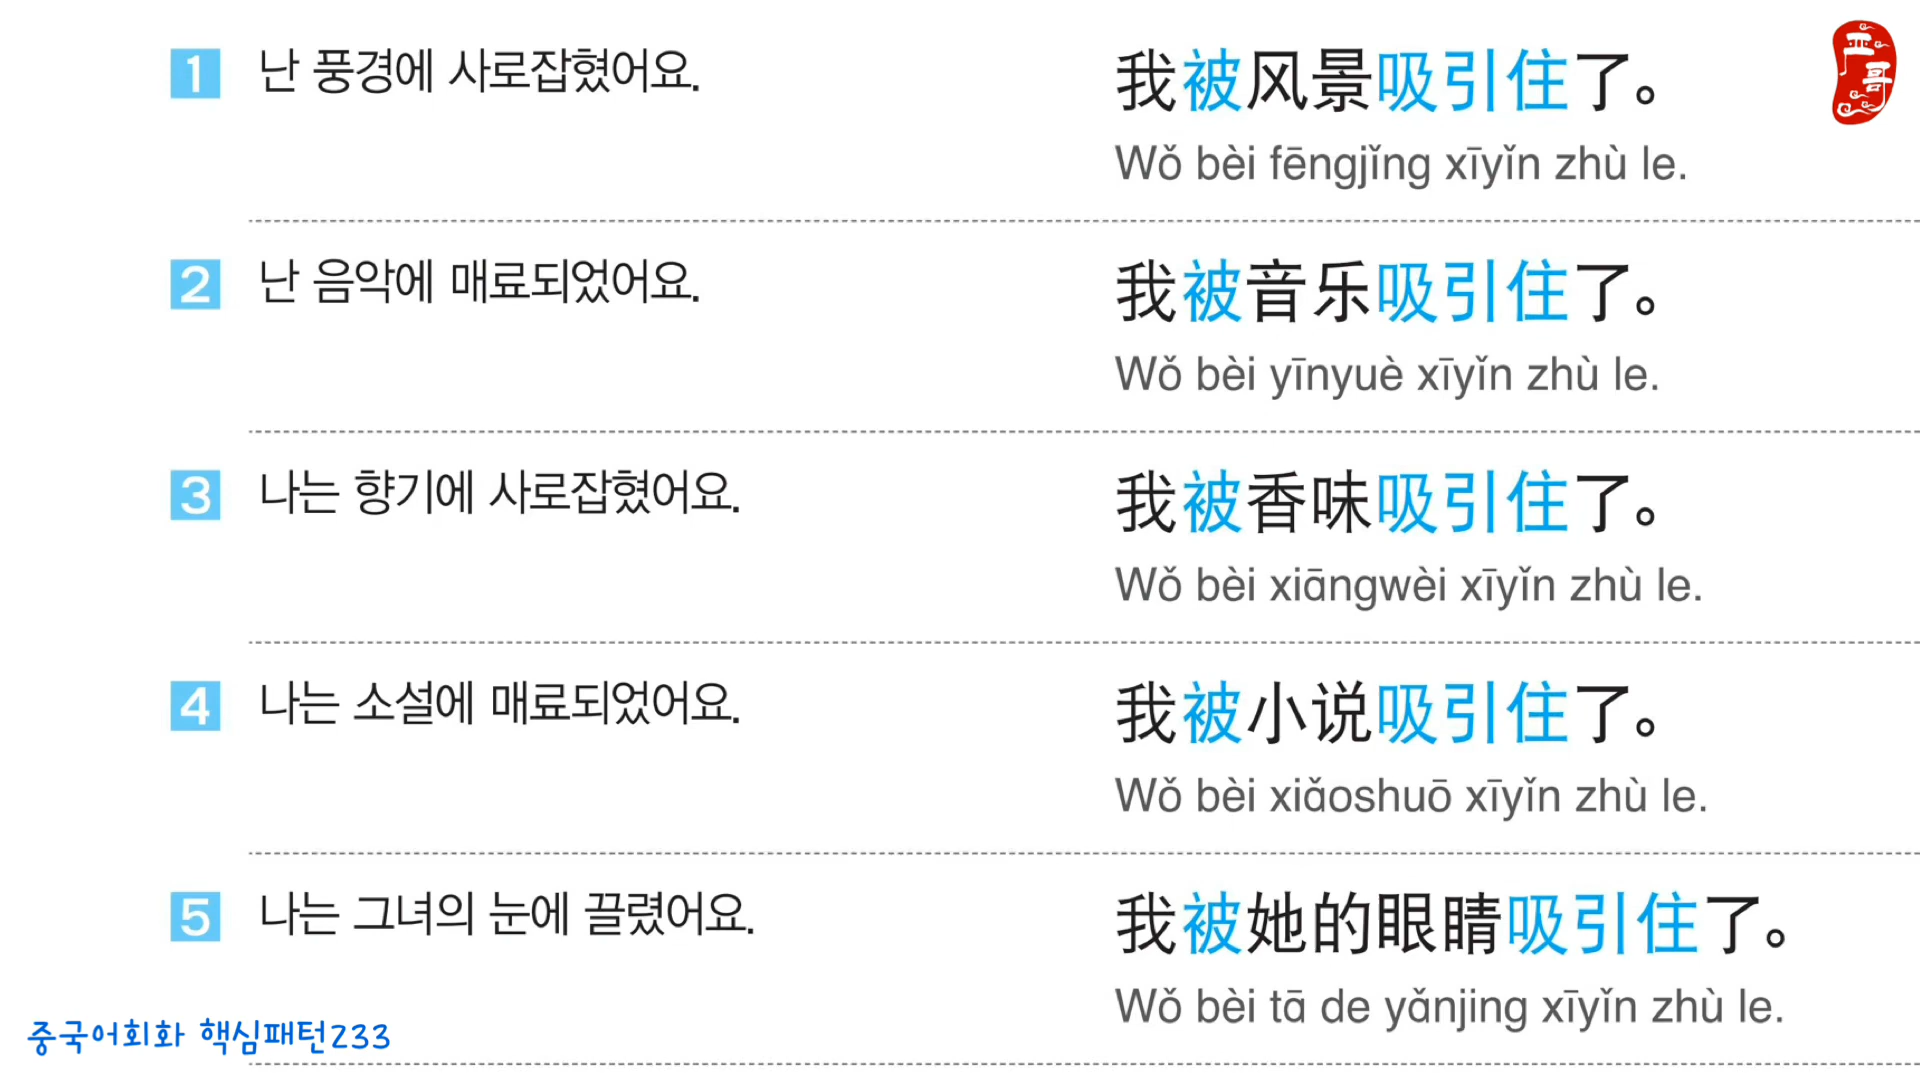 1 난 풍경에 사로잡혔어요. 我被风景吸引住了。
Wǒ bèi fēngjǐng xīyǐn zhù le.
2 난 음악에 매료되었어요. 我被音乐吸引住了。
Wǒ bèi yīnyuè xīyǐn zhù le.
3 나는 향기에 사로잡혔어요. 我被香味吸引住了。
Wǒ bèi xiāngwèi xīyǐn zhù le.
4 나는 소설에 매료되었어요. 我被小说吸引住了。
Wǒ bèi xiǎoshuō xīyǐn zhù le.
5 나는 그녀의 눈에 끌렸어요. 我被她的眼睛吸引住了。
Wǒ bèi tā de yǎnjing xīyǐn zhù le.
중국어회화 핵심패턴233